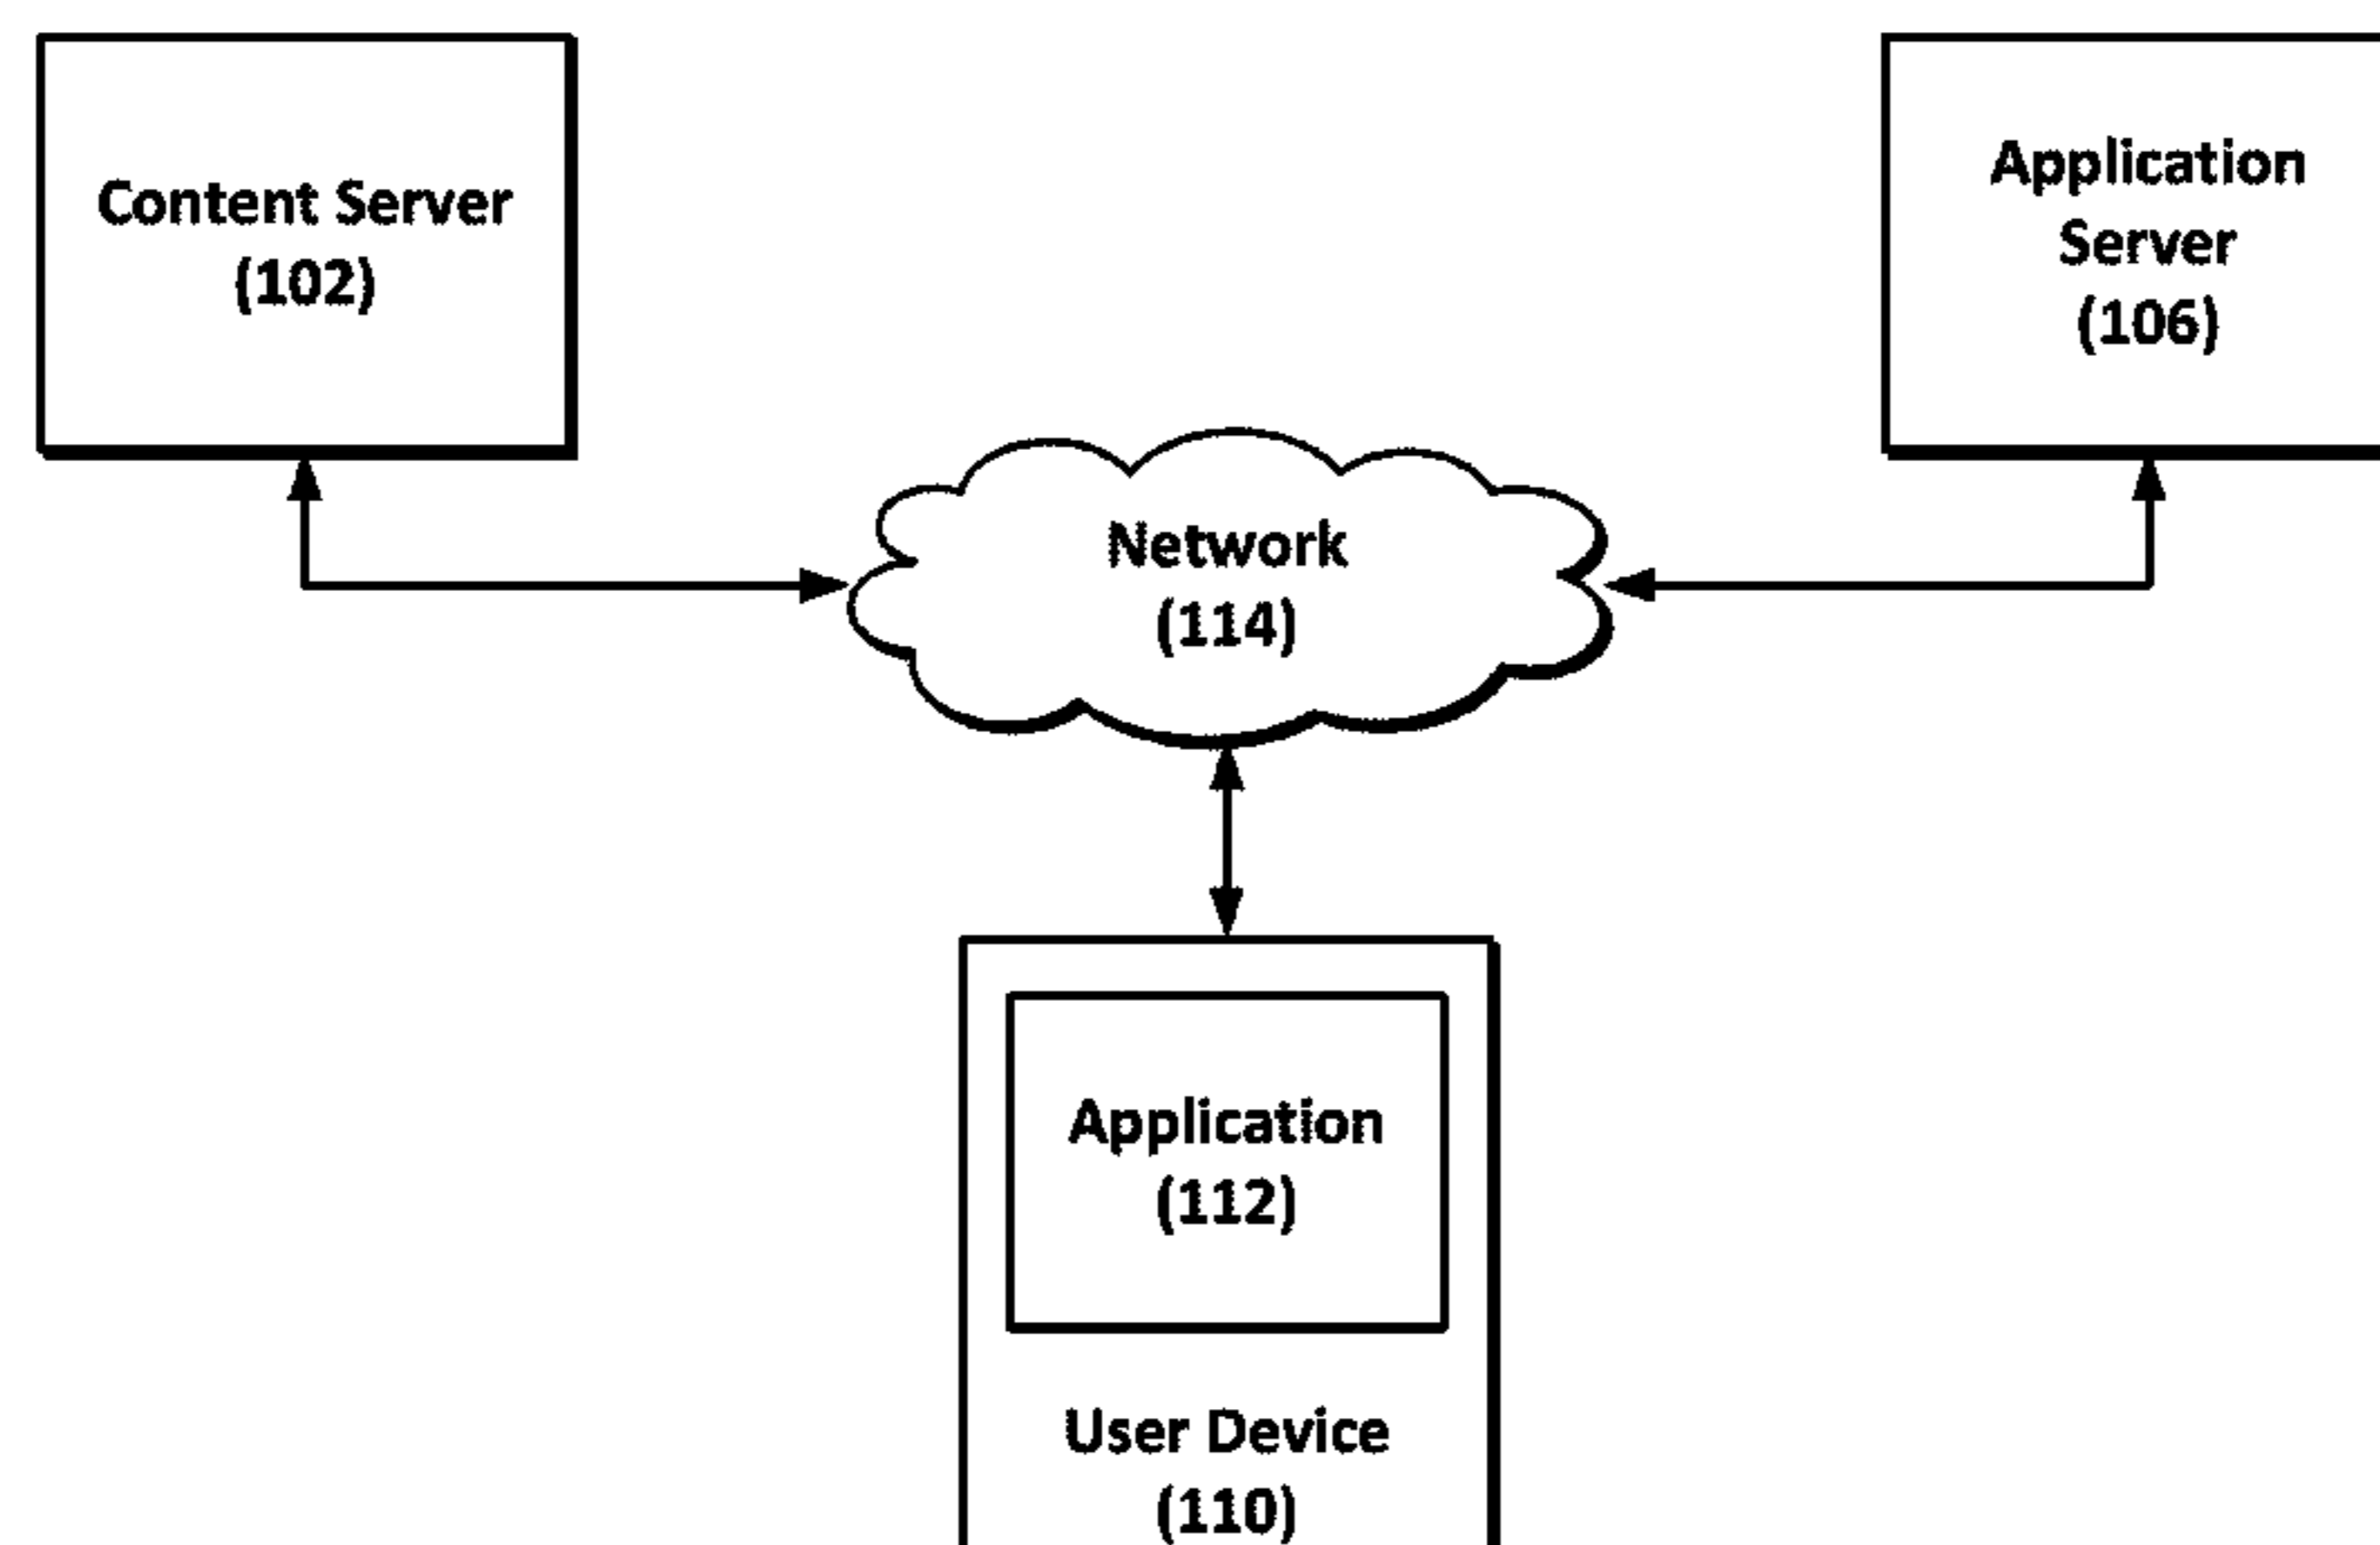 Content Server
(102)
Application
Server
(106)
Network
(114)
Application
(112)
User Device
(110)